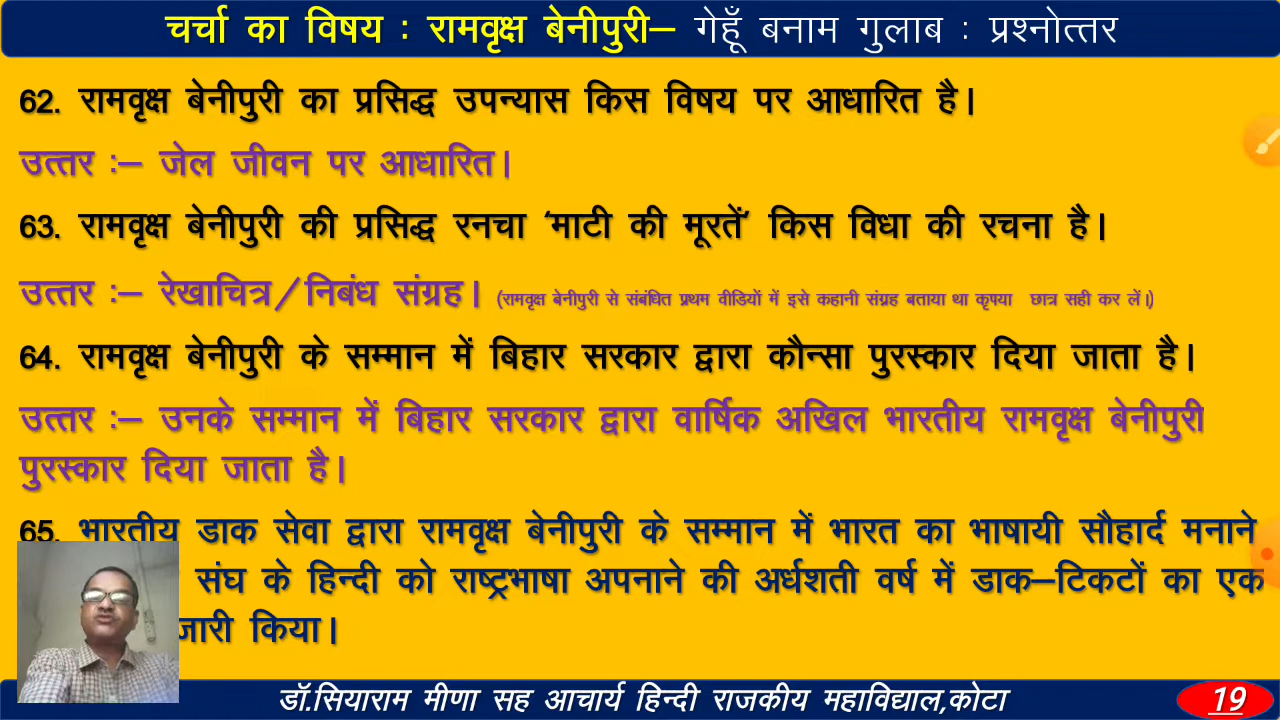 चर्चा का विषय : रामवृक्ष बेनीपुरी– गेहूँ बनाम गुलाब : प्रश्नोत्तर
62. रामवृक्ष बेनीपुरी का प्रसिद्ध उपन्यास किस विषय पर आधारित है।
उत्तर :– जेल जीवन पर आधारित।
63. रामवृक्ष बेनीपुरी की प्रसिद्ध रनचा ‘माटी की मूरतें’ किस विधा की रचना है।
उत्तर :– रेखाचित्र/निबंध संग्रह। (रामवृक्ष बेनीपुरी से संबंधित प्रथम वीडियों में इसे कहानी संग्रह बताया था कृषया छात्र सही कर लें।)
64. रामवृक्ष बेनीपुरी के सम्मान में बिहार सरकार द्वारा कौन्सा पुरस्कार दिया जाता है।
उत्तर :– उनके सम्मान में बिहार सरकार द्वारा वार्षिक अखिल भारतीय रामवृक्ष बेनीपुरी
पुरस्कार दिया जाता है।
65. भारतीय डाक सेवा द्वारा रामवृक्ष बेनीपुरी के सम्मान में भारत का भाषायी सौहार्द मनाने
संघ के हिन्दी को राष्ट्रभाषा अपनाने की अर्धशती वर्ष में डाक–टिकटों का एक
जारी किया।
डॉ.सियाराम मीणा सह आचार्य हिन्दी राजकीय महाविद्याल,कोटा
19